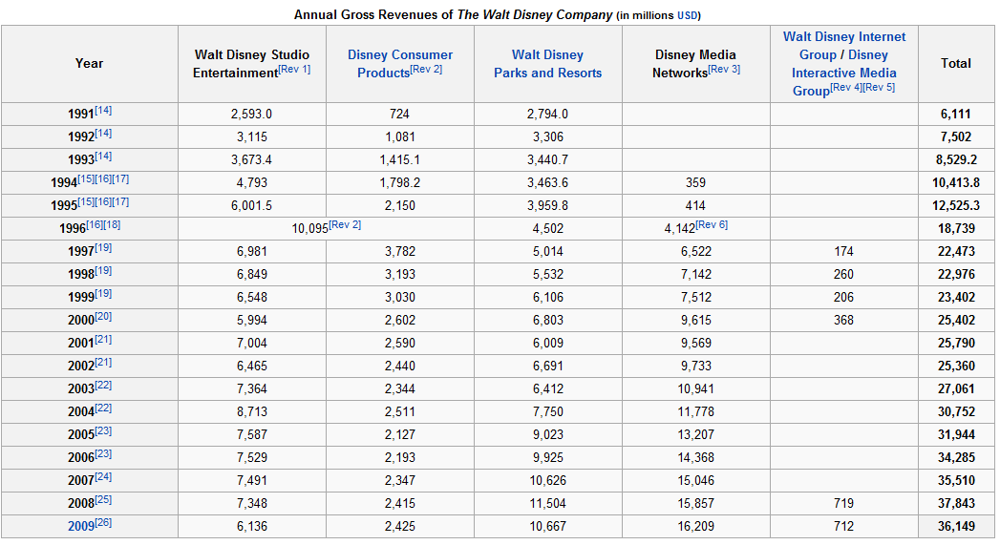 Annual Gross Revenues of The Walt Disney Company (in millions USD)
Year Walt Disney Studio Entertainment[Rev 1] Disney Consumer Products[Rev 2] Walt Disney Parks and Resorts Disney Media Networks[Rev 3] Walt Disney Internet Group / Disney Interactive Media Group[Rev 4][Rev 5] Total
1991[14] 2,593.0 724 2,794.0 6,111
1992[14] 3,115 1,081 3,306 7,502
1993[14] 3,673.4 1,415.1 3,440.7 8,529.2
1994[15][16][17] 4,793 1,798.2 3,463.6 359 10,413.8
1995[15][16][17] 6,001.5 2,150 3,959.8 414 12,525.3
1996[16][18] 10,095[Rev 2] 4,502 4,142[Rev 6] 18,739
1997[19] 6,981 3,782 5,014 6,522 174 22,473
1998[19] 6,849 3,193 5,532 7,142 260 22,976
1999[19] 6,548 3,030 6,106 7,512 206 23,402
2000[20] 5,994 2,602 6,803 9,615 368 25,402
2001[21] 7,004 2,590 6,009 9,569 25,790
2002[21] 6,465 2,440 6,691 9,733 25,360
2003[22] 7,364 2,344 6,412 10,941 27,061
2004[22] 8,713 2,511 7,750 11,778 30,752
2005[23] 7,587 2,127 9,023 13,207 31,944
2006[23] 7,529 2,193 9,925 14,368 34,285
2007[24] 7,491 2,347 10,626 15,046 35,510
2008[25] 7,348 2,415 11,504 15,857 719 37,843
2009[26] 6,136 2,425 10,667 16,209 712 36,149